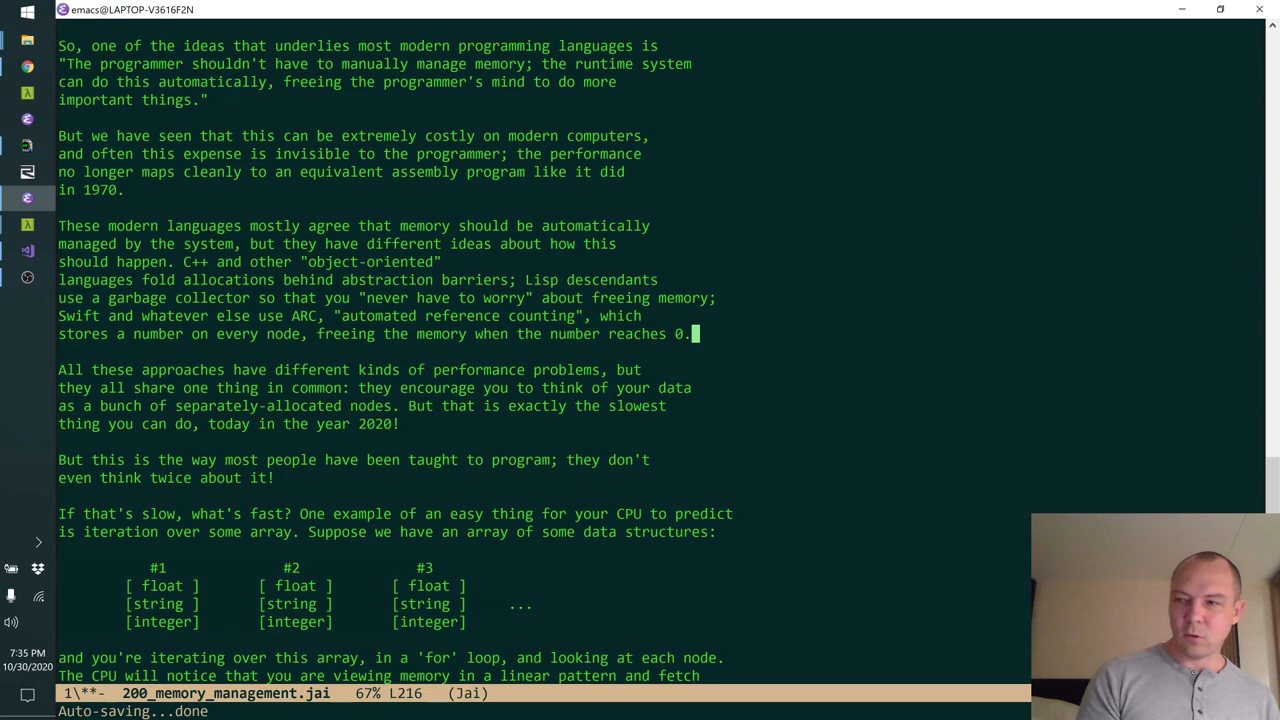 emacs@LAPTOP-V3616F2N
So, one of the ideas that underlies most modern programming languages is
"The programmer shouldn't have to manually manage memory; the runtime system
can do this automatically, freeing the programmer's mind to do more
important things."
But we have seen that this can be extremely costly on modern computers,
and often this expense is invisible to the programmer; the performance
no longer maps cleanly to an equivalent assembly program like it did
in 1970.
These modern languages mostly agree that memory should be automatically
managed by the system, but they have different ideas about how this
should happen. C++ and other "object-oriented"
languages fold allocations behind abstraction barriers; Lisp descendants
use a garbage collector so that you "never have to worry" about freeing memory;
Swift and whatever else use ARC, "automated reference counting", which
stores a number on every node, freeing the memory when the number reaches 0.
All these approaches have different kinds of performance problems, but
they all share one thing in common: they encourage you to think of your data
as a bunch of separately-allocated nodes. But that is exactly the slowest
thing you can do, today in the year 2020!
But this is the way most people have been taught to program; they don't
even think twice about it!
If that's slow, what's fast? One example of an easy thing for your CPU to predict
is iteration over some array. Suppose we have an array of some data structures:
#1 #2 #3
[ float ] [ float ] [ float ]
[string ] [string ] [string ] ...
[integer] [integer] [integer]
and you're iterating over this array, in a 'for' loop, and looking at each node.
The CPU will notice that you are viewing memory in a linear pattern and fetch
1\**- 200_memory_management.jai 67% L216 (Jai)
Auto-saving...done
7:35 PM
10/30/2020